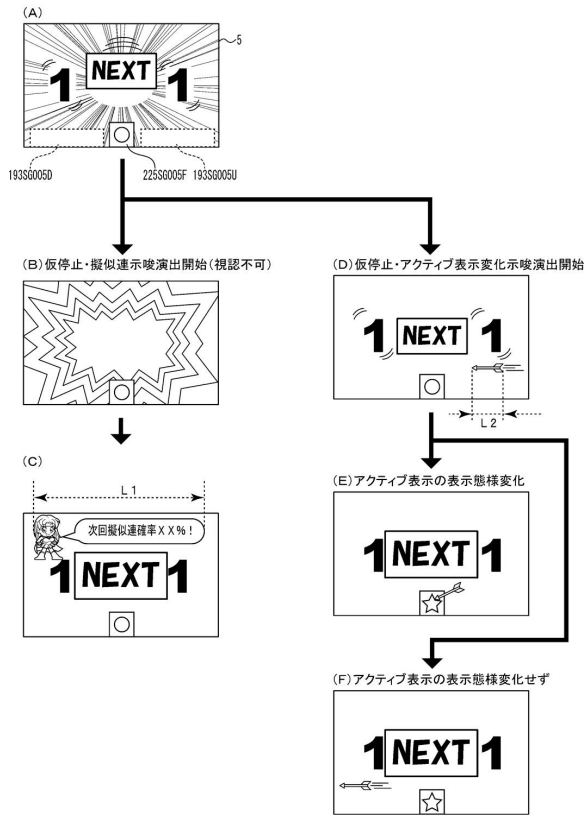 (A)
5
1 NEXT 1
193SG005D
225SG005F
193SG005U
(B)仮停止・擬似連示唆演出開始(視認不可)
(D)仮停止・アクティブ表示変化示唆演出開始
1 NEXT 1
L2
(C)
L1
次回擬似連確率XX%!
1 NEXT 1
(E)アクティブ表示の表示態様変化
1 NEXT 1
(F)アクティブ表示の表示態様変化せず
1 NEXT 1